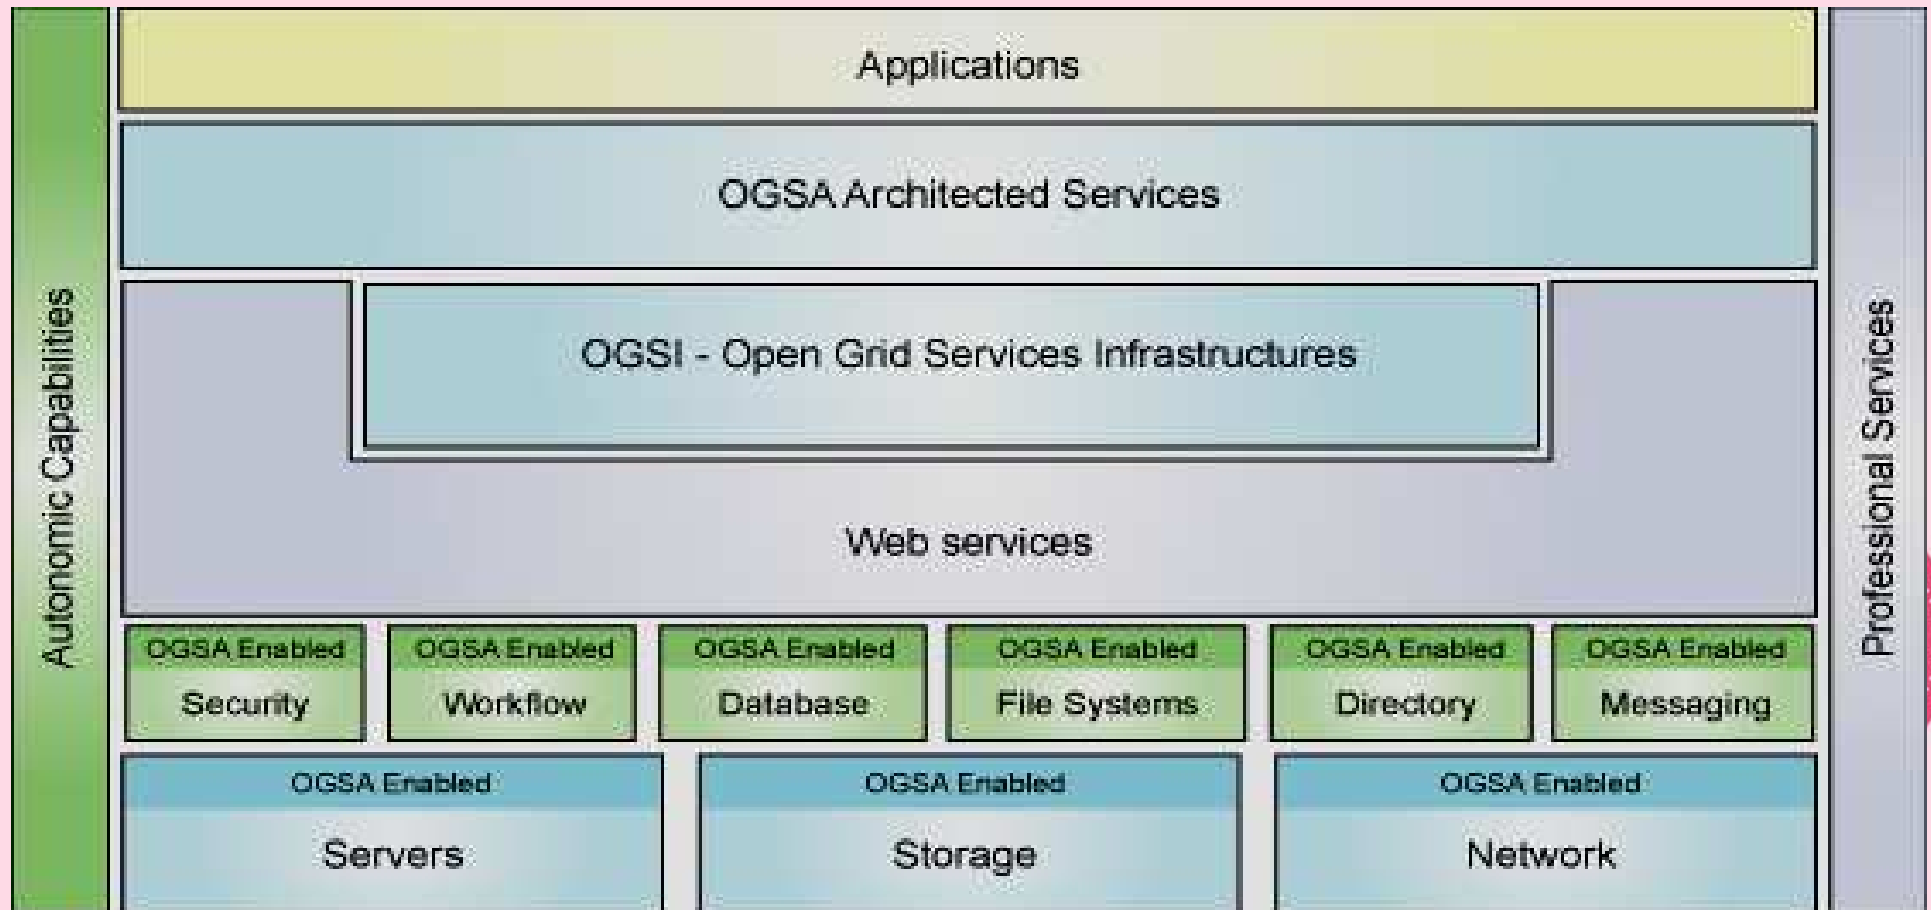 Applications
OGSA Architected Services
OGSI - Open Grid Services Infrastructures
Web services
OGSA Enabled
Security
OGSA Enabled
Workflow
OGSA Enabled
Database
OGSA Enabled
File Systems
OGSA Enabled
Directory
OGSA Enabled
Messaging
OGSA Enabled
Servers
OGSA Enabled
Storage
OGSA Enabled
Network
Autonomic Capabilities
Professional Services